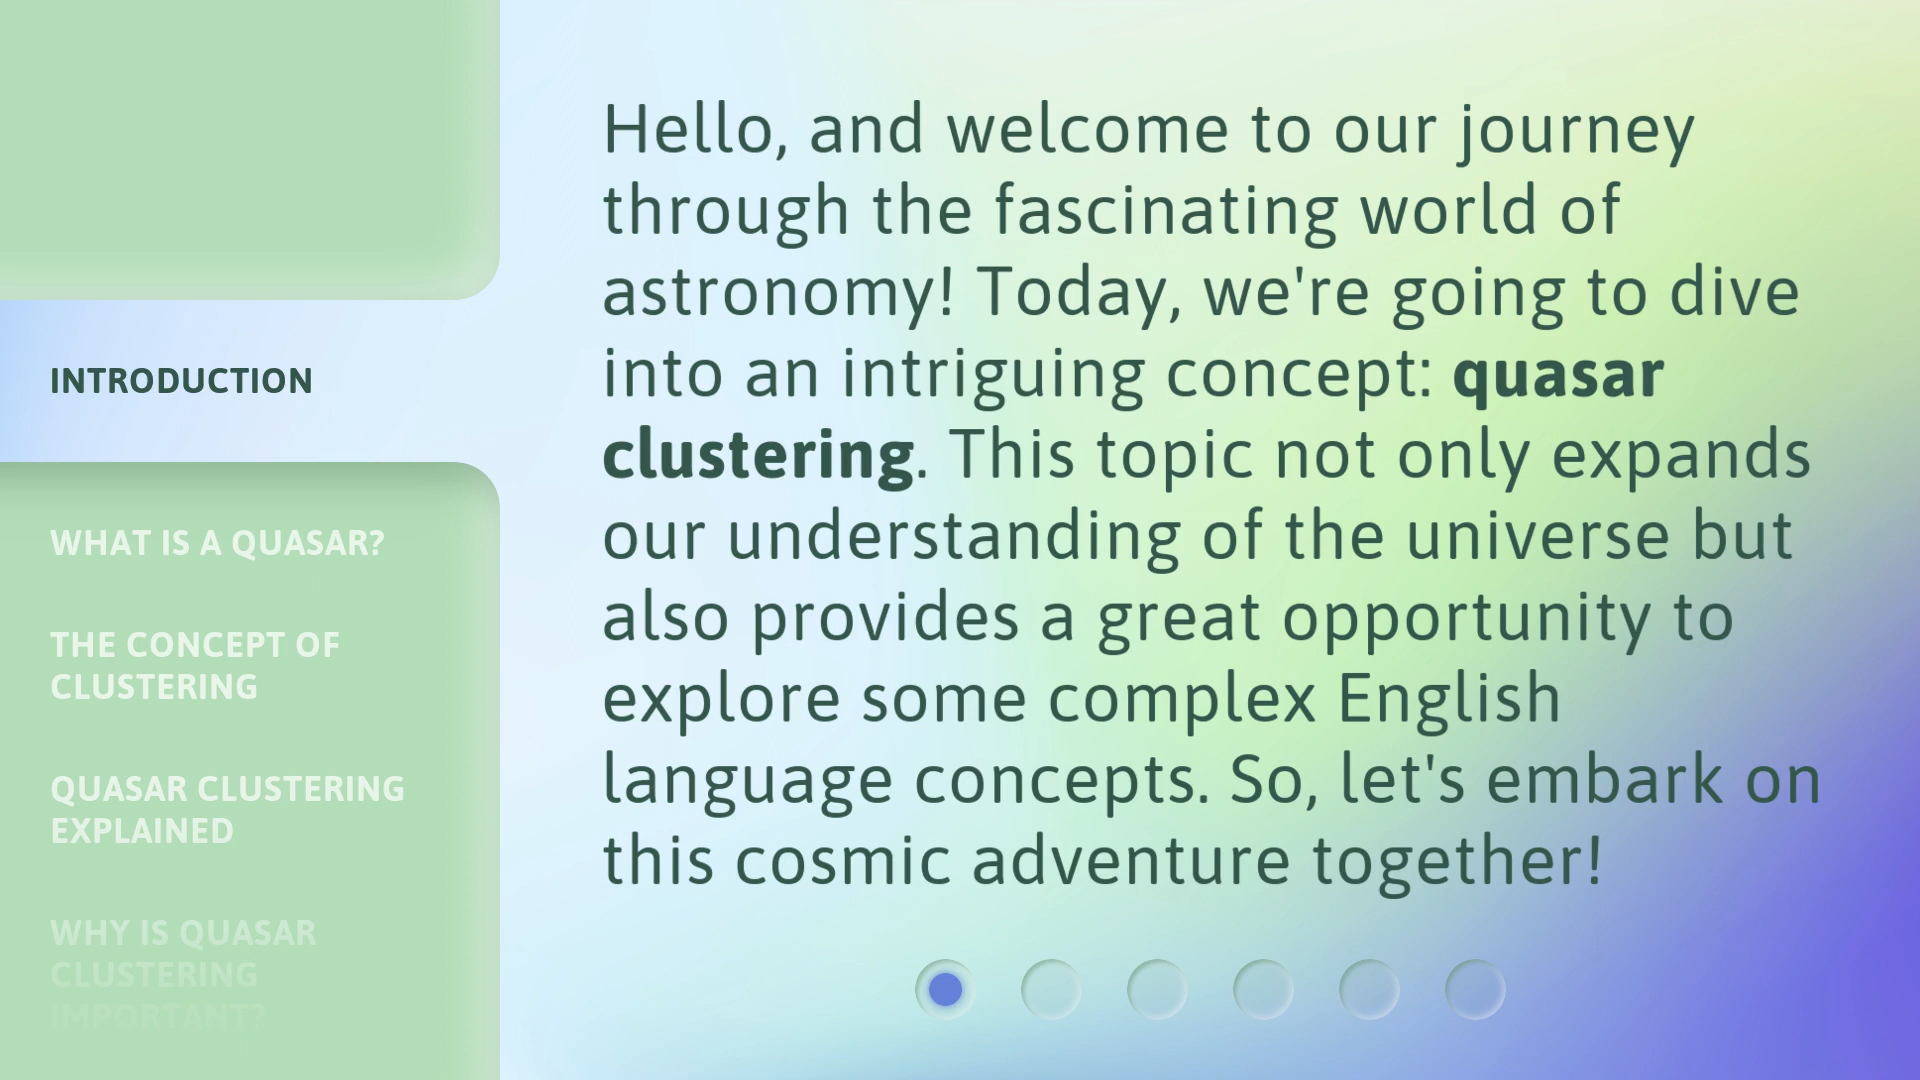 INTRODUCTION
WHAT IS A QUASAR?
THE CONCEPT OF
CLUSTERING
QUASAR CLUSTERING
EXPLAINED
WHY IS QUASAR
CLUSTERING
IMPORTANT?
Hello, and welcome to our journey
through the fascinating world of
astronomy! Today, we're going to dive
into an intriguing concept: quasar
clustering. This topic not only expands
our understanding of the universe but
also provides a great opportunity to
explore some complex English
language concepts. So, let's embark on
this cosmic adventure together!